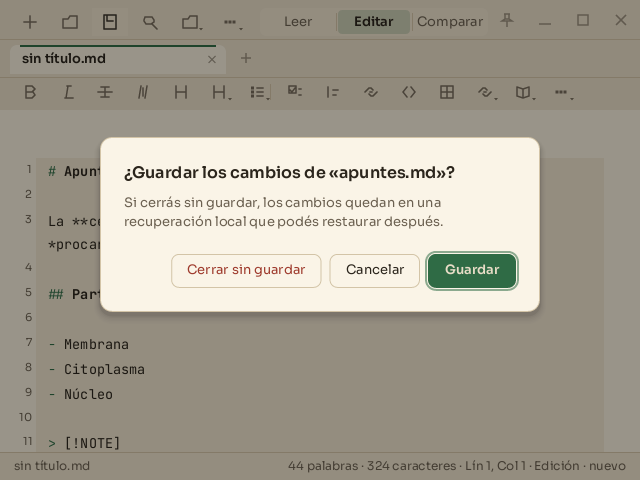 Leer Editar Comparar
sin título.md
¿Guardar los cambios de «apuntes.md»?
Si cerrás sin guardar, los cambios quedan en una
recuperación local que podés restaurar después.
Cerrar sin guardar Cancelar Guardar
1 # Apunt
2
3 La **ce
*procar
4
5 ## Part
6
7 - Membrana
8 - Citoplasma
9 - Núcleo
10
11 > [!NOTE]
sin título.md 44 palabras · 324 caracteres · Lín 1, Col 1 · Edición · nuevo